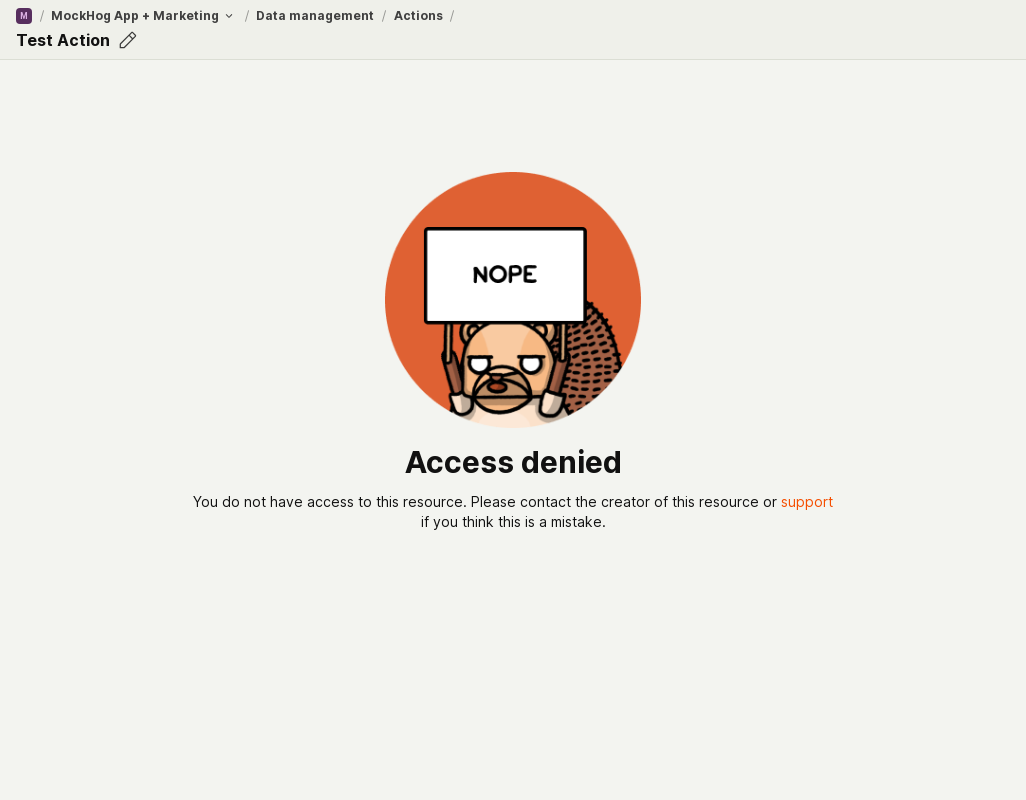 M / MockHog App + Marketing / Data management / Actions /
Test Action
NOPE
Access denied
You do not have access to this resource. Please contact the creator of this resource or support
if you think this is a mistake.